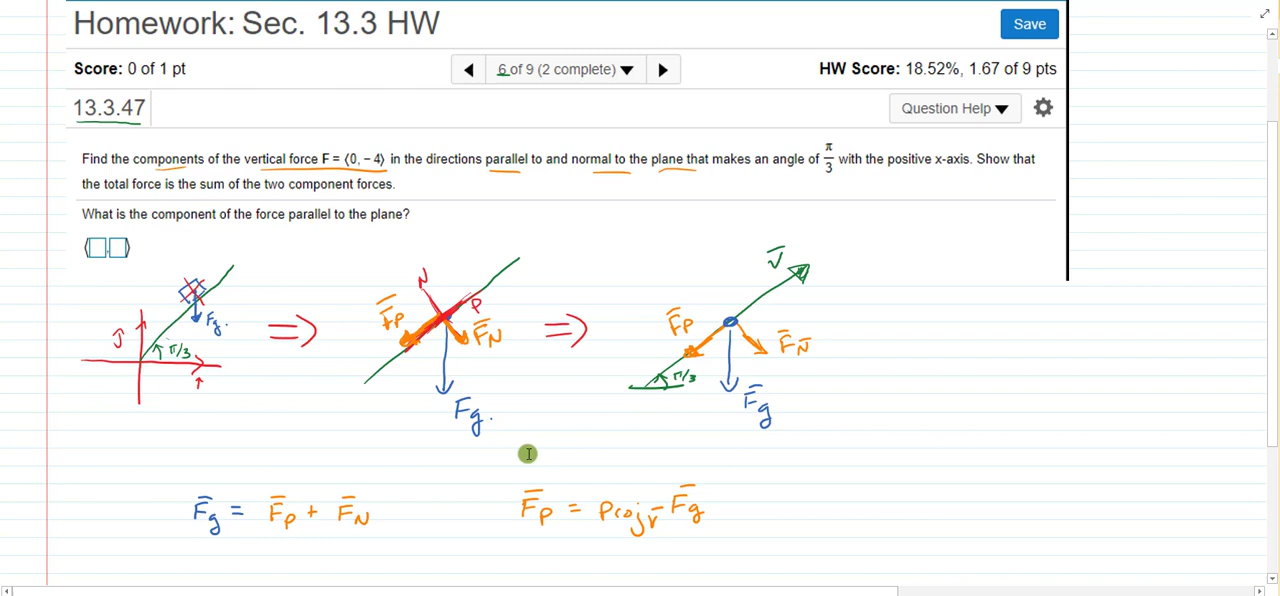 Homework: Sec. 13.3 HW
Save
Score: 0 of 1 pt
6 of 9 (2 complete)
HW Score: 18.52%, 1.67 of 9 pts
13.3.47
Question Help
Find the components of the vertical force F = ⟨0, − 4⟩ in the directions parallel to and normal to the plane that makes an angle of π/3 with the positive x-axis. Show that
the total force is the sum of the two component forces.
What is the component of the force parallel to the plane?
(☐,☐)
Fg.
π/3
J
î
⇒
N
P
F̄P
F̄N
Fg.
⇒
V̄
F̄P
F̄N
π/3
F̄g
F̄g = F̄P + F̄N
F̄P = Projv̄ F̄g